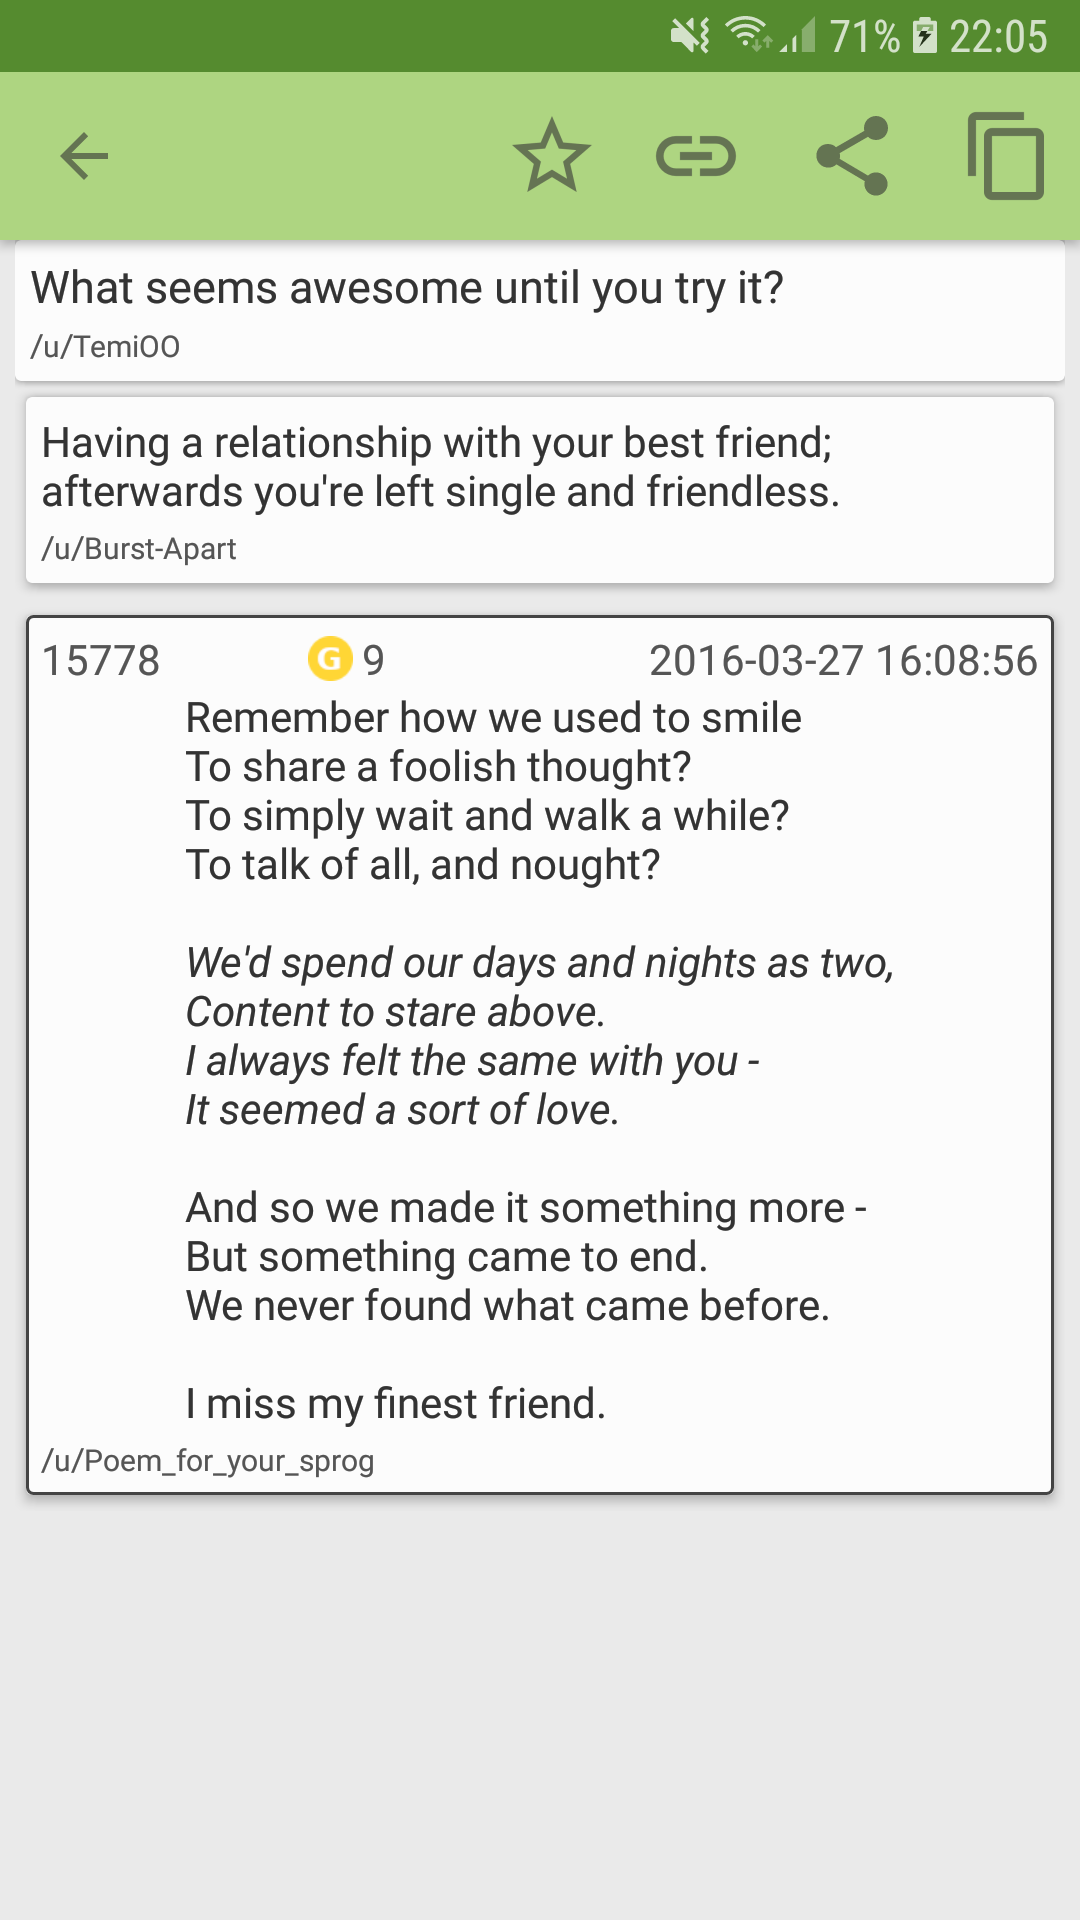 71% 22:05
What seems awesome until you try it?
/u/TemiOO
Having a relationship with your best friend;
afterwards you're left single and friendless.
/u/Burst-Apart
15778 G 9 2016-03-27 16:08:56
Remember how we used to smile
To share a foolish thought?
To simply wait and walk a while?
To talk of all, and nought?
We'd spend our days and nights as two,
Content to stare above.
I always felt the same with you -
It seemed a sort of love.
And so we made it something more -
But something came to end.
We never found what came before.
I miss my finest friend.
/u/Poem_for_your_sprog